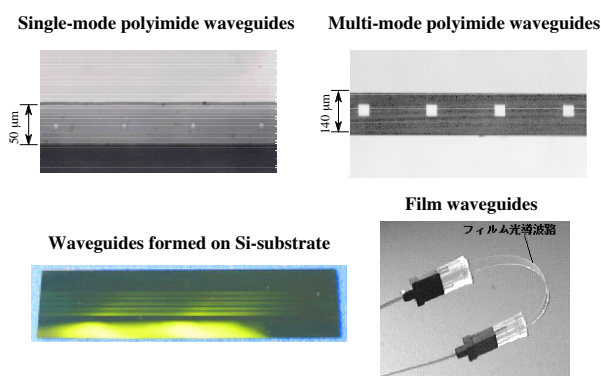 Single-mode polyimide waveguides
Multi-mode polyimide waveguides
50 μm
140 μm
Waveguides formed on Si-substrate
Film waveguides
フィルム光導波路